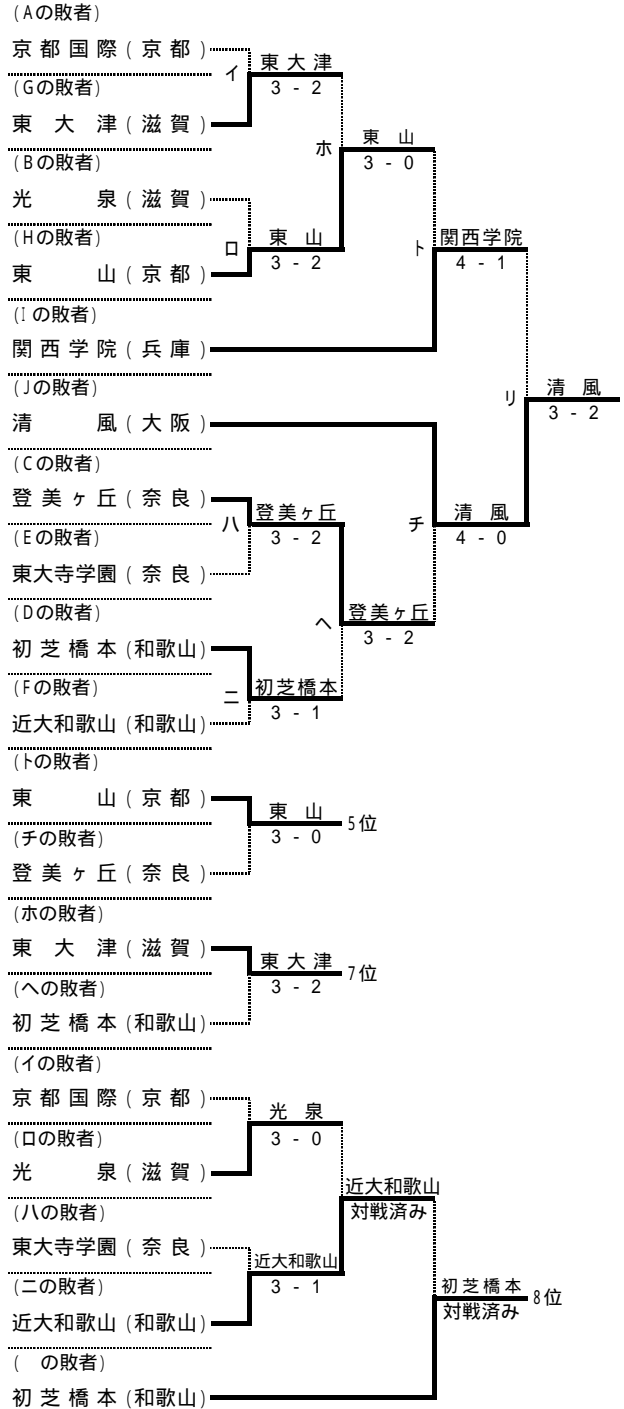 (Aの敗者)
京都国際(京都)
イ 東大津
3 - 2
(Gの敗者)
東大津(滋賀)
ホ 東山
3 - 0
(Bの敗者)
光泉(滋賀)
ロ 東山
3 - 2
(Hの敗者)
東山(京都)
ト 関西学院
4 - 1
(Iの敗者)
関西学院(兵庫)
リ 清風
3 - 2
(Jの敗者)
清風(大阪)
(Cの敗者)
登美ヶ丘(奈良)
ハ 登美ヶ丘
3 - 2
チ 清風
4 - 0
(Eの敗者)
東大寺学園(奈良)
(Dの敗者)
ヘ 登美ヶ丘
3 - 2
初芝橋本(和歌山)
(Fの敗者)
ニ 初芝橋本
3 - 1
近大和歌山(和歌山)
(トの敗者)
東山(京都)
東山 5位
3 - 0
(チの敗者)
登美ヶ丘(奈良)
(ホの敗者)
東大津(滋賀)
東大津 7位
3 - 2
(ヘの敗者)
初芝橋本(和歌山)
(イの敗者)
京都国際(京都)
光泉
3 - 0
(ロの敗者)
光泉(滋賀)
近大和歌山
対戦済み
(ハの敗者)
東大寺学園(奈良)
近大和歌山
3 - 1
(ニの敗者)
初芝橋本 8位
対戦済み
近大和歌山(和歌山)
( の敗者)
初芝橋本(和歌山)